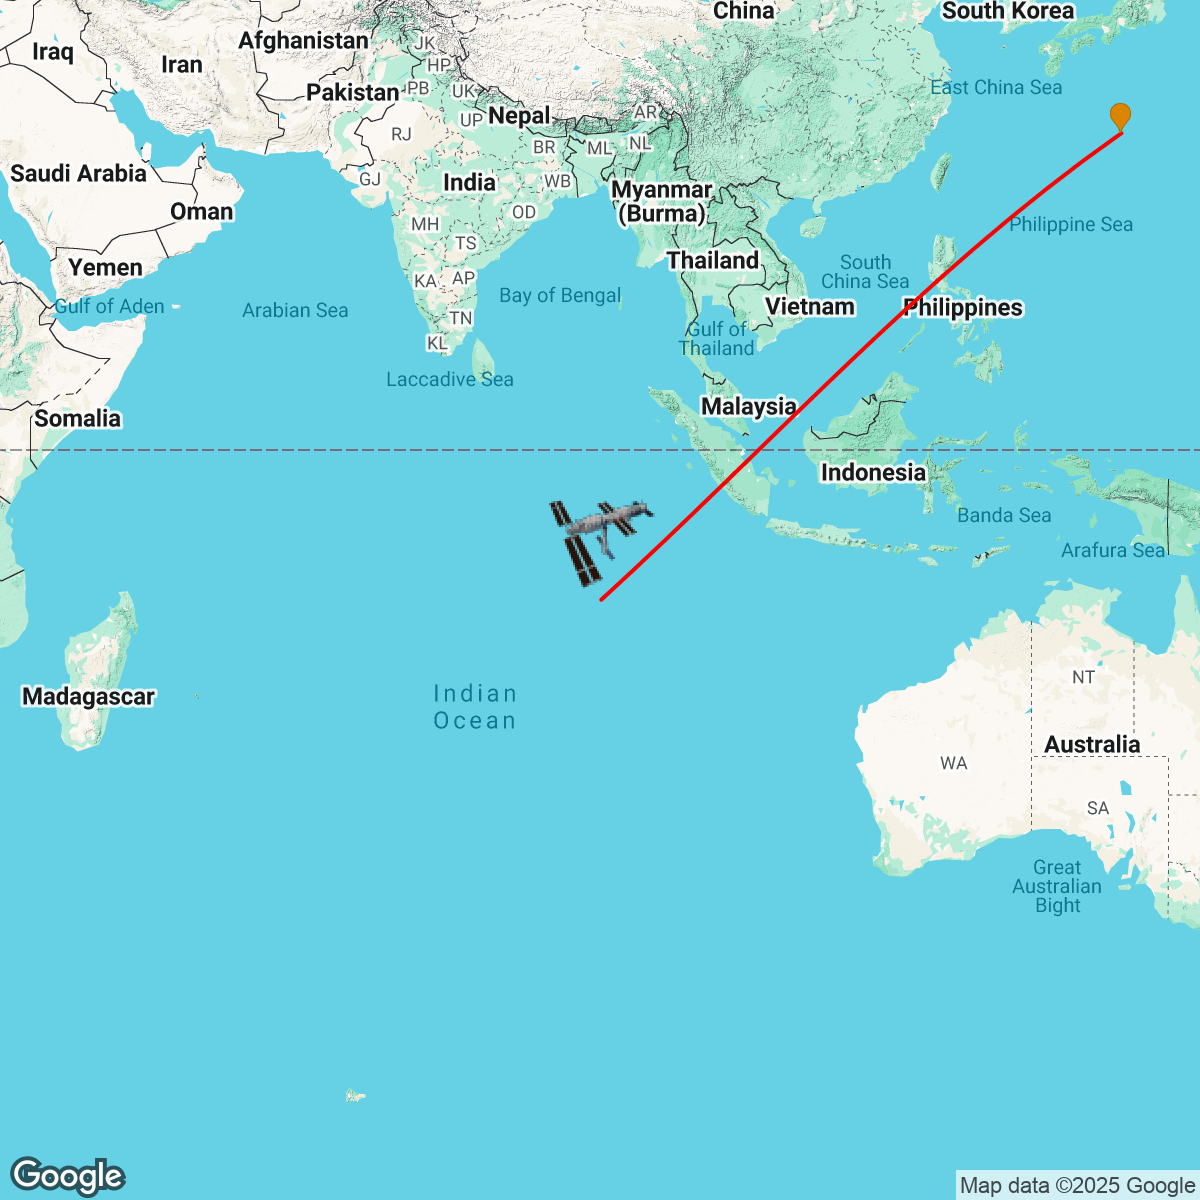 China
South Korea
Iraq
Iran
Afghanistan
JK
HP
Pakistan
PB
UK
East China Sea
UP
Nepal
AR
RJ
BR
ML
NL
Saudi Arabia
GJ
India
WB
Myanmar
(Burma)
Oman
OD
MH
Philippine Sea
TS
Yemen
Thailand
South
China Sea
KA
AP
Gulf of Aden
Arabian Sea
Bay of Bengal
Vietnam
Philippines
TN
Gulf of
Thailand
KL
Laccadive Sea
Somalia
Malaysia
Indonesia
Banda Sea
Arafura Sea
NT
Madagascar
Indian
Ocean
Australia
WA
SA
Great
Australian
Bight
Google
Map data ©2025 Google